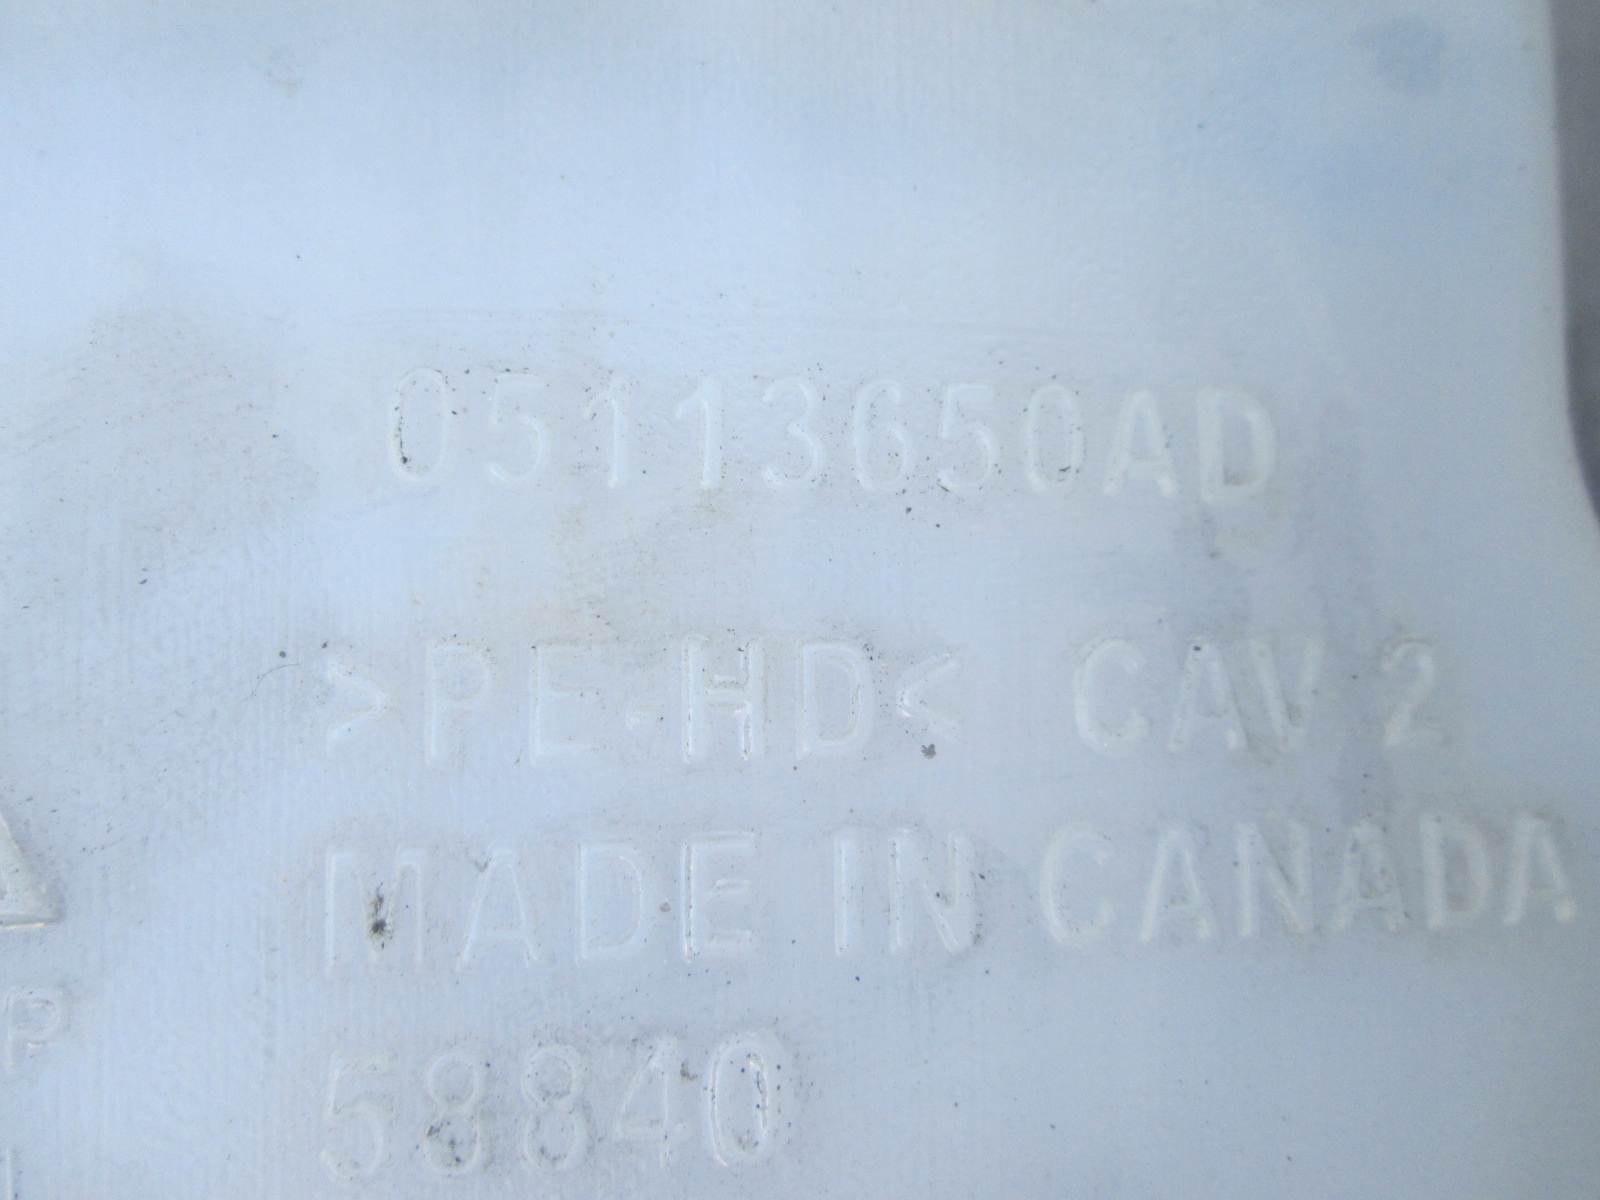 05113650AD
>PE-HD< CAV 2
MADE IN CANADA
P
58840